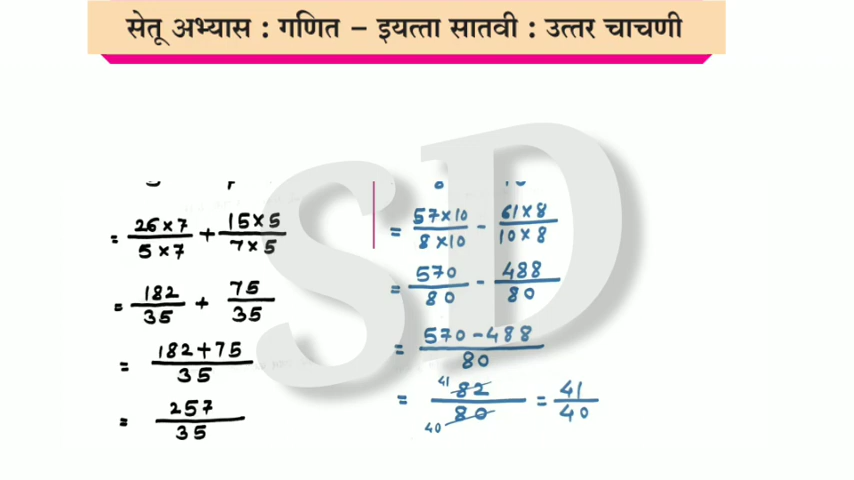 सेतू अभ्यास : गणित – इयत्ता सातवी : उत्तर चाचणी
= 26×7/5×7 + 15×5/7×5
= 182/35 + 75/35
= 182+75/35
= 257/35
= 57×10/8×10 - 61×8/10×8
= 570/80 - 488/80
= 570-488/80
= 41 82/80 40 = 41/40
SD